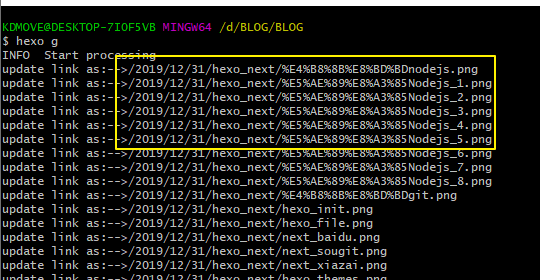 KDMOVE@DESKTOP-7IOF5VB MINGW64 /d/BLOG/BLOG
$ hexo g
INFO  Start processing
update link as:-->/2019/12/31/hexo_next/%E4%B8%8B%E8%BD%BDnodejs.png
update link as:-->/2019/12/31/hexo_next/%E5%AE%89%E8%A3%85Nodejs_1.png
update link as:-->/2019/12/31/hexo_next/%E5%AE%89%E8%A3%85Nodejs_2.png
update link as:-->/2019/12/31/hexo_next/%E5%AE%89%E8%A3%85Nodejs_3.png
update link as:-->/2019/12/31/hexo_next/%E5%AE%89%E8%A3%85Nodejs_4.png
update link as:-->/2019/12/31/hexo_next/%E5%AE%89%E8%A3%85Nodejs_5.png
update link as:-->/2019/12/31/hexo_next/%E5%AE%89%E8%A3%85Nodejs_6.png
update link as:-->/2019/12/31/hexo_next/%E5%AE%89%E8%A3%85Nodejs_7.png
update link as:-->/2019/12/31/hexo_next/%E5%AE%89%E8%A3%85Nodejs_8.png
update link as:-->/2019/12/31/hexo_next/%E4%B8%8B%E8%BD%BDgit.png
update link as:-->/2019/12/31/hexo_next/hexo_init.png
update link as:-->/2019/12/31/hexo_next/hexo_file.png
update link as:-->/2019/12/31/hexo_next/next_baidu.png
update link as:-->/2019/12/31/hexo_next/next_sougit.png
update link as:-->/2019/12/31/hexo_next/next_xiazai.png
update link as:-->/2019/12/31/hexo_next/hexo_themes.png